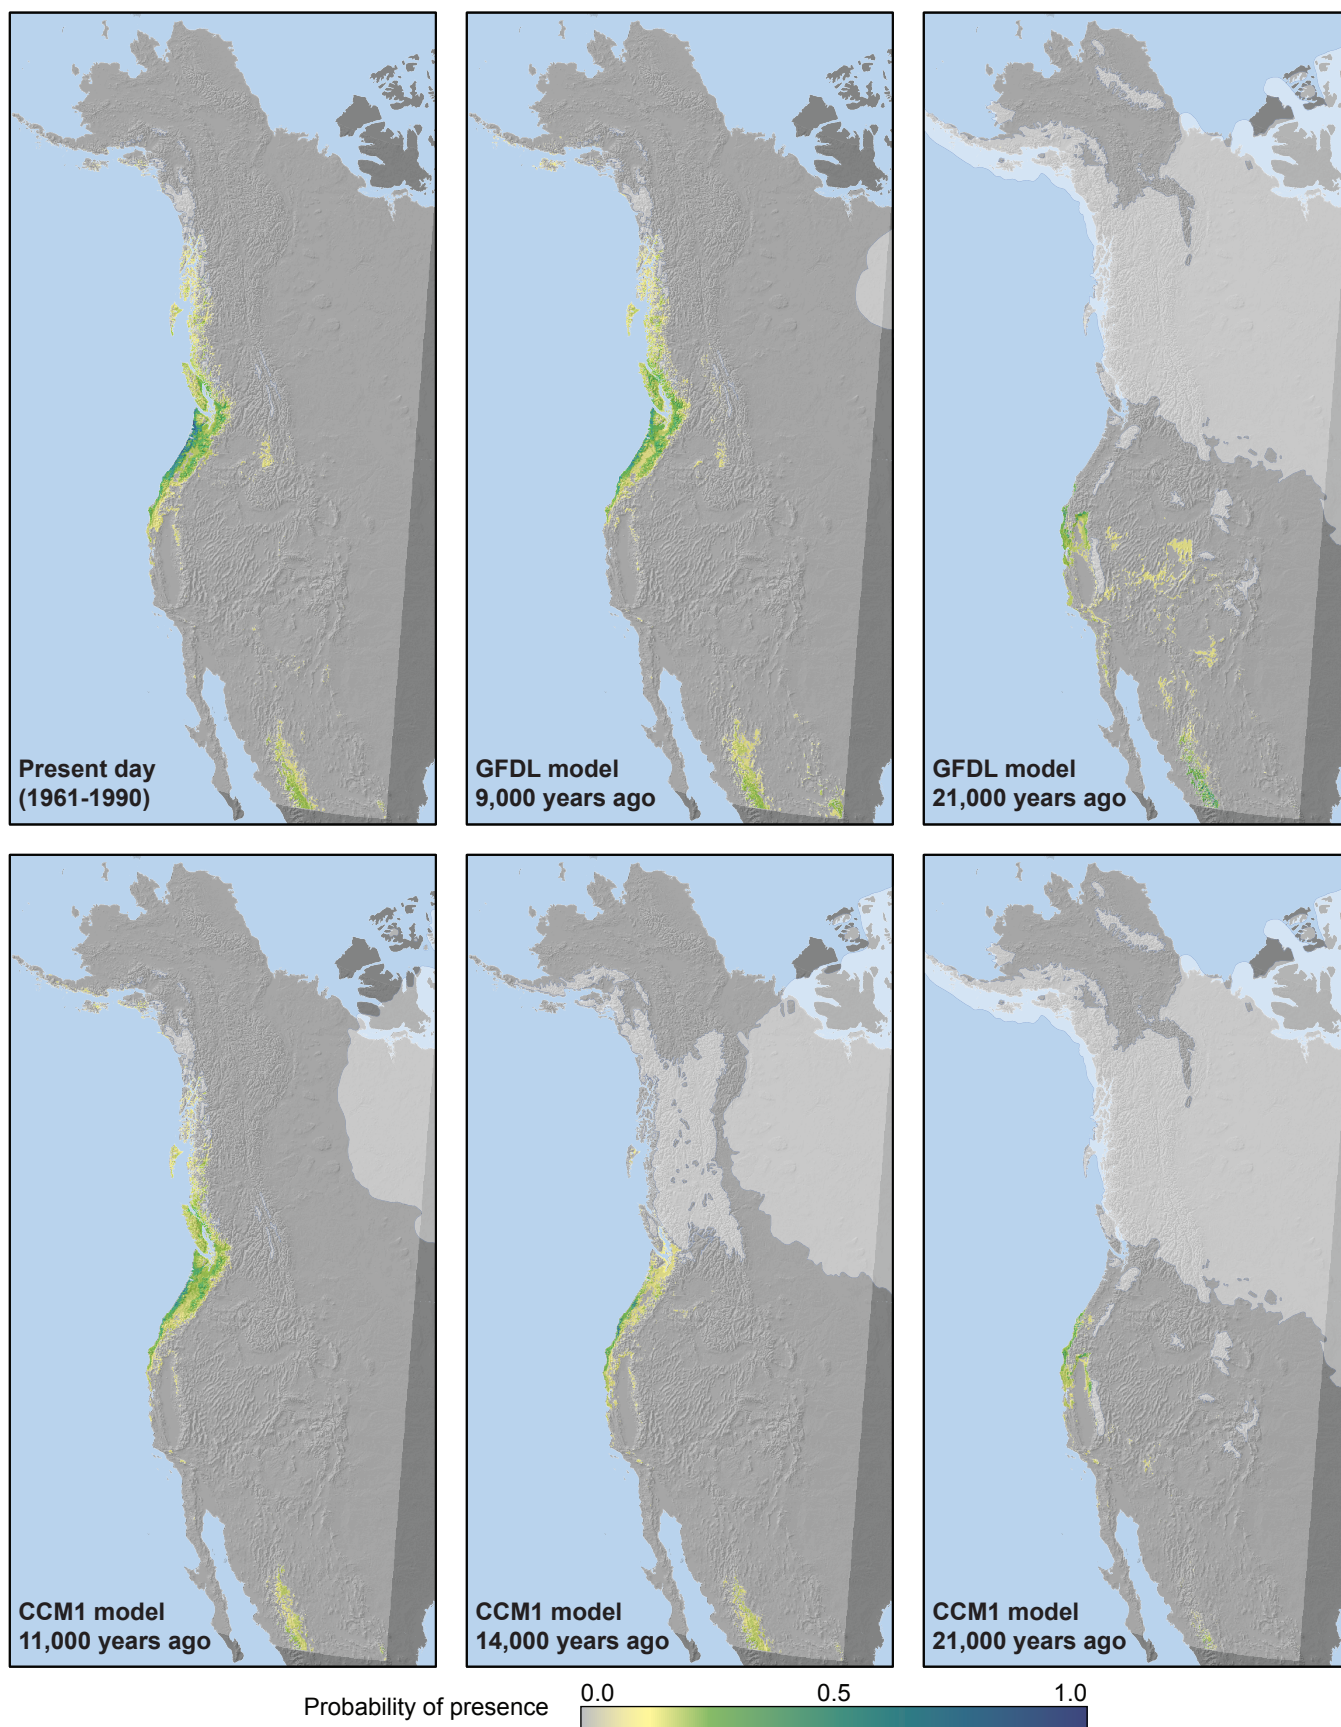 Present day
(1961-1990)
GFDL model
9,000 years ago
GFDL model
21,000 years ago
CCM1 model
11,000 years ago
CCM1 model
14,000 years ago
CCM1 model
21,000 years ago
Probability of presence 0.0 0.5 1.0